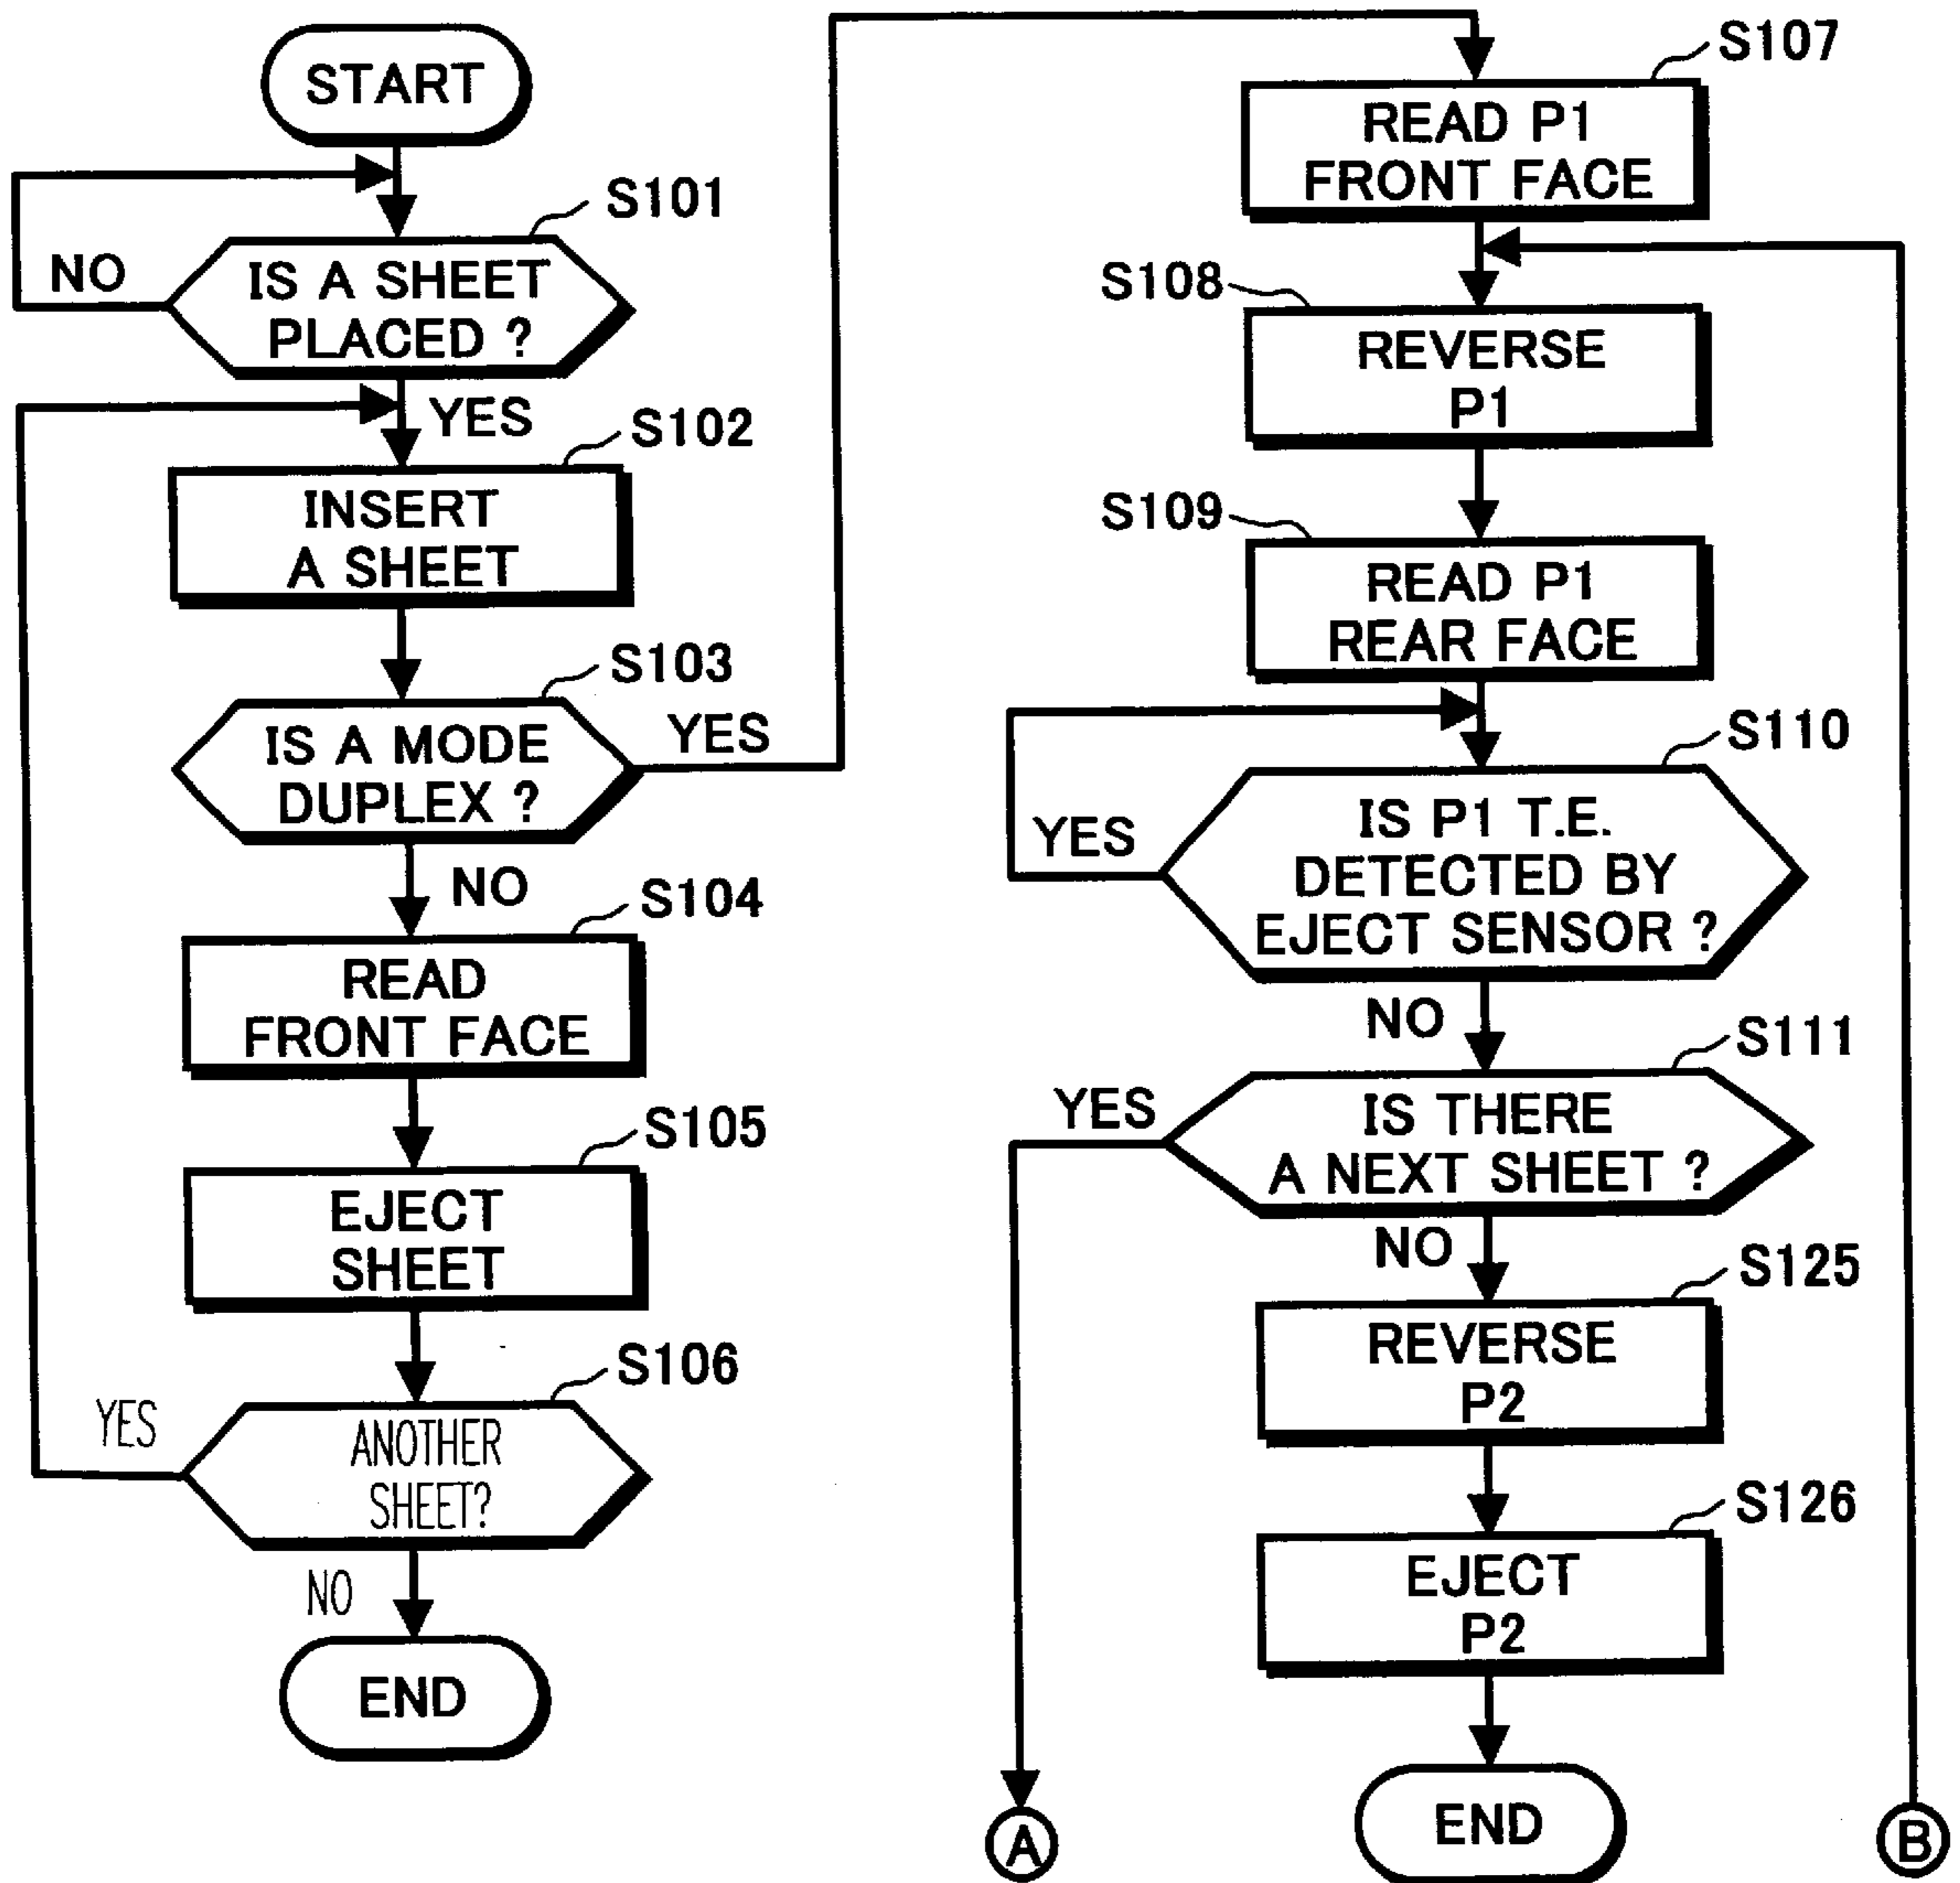 START
S101
NO
IS A SHEET
PLACED ?
YES
S102
INSERT
A SHEET
S103
IS A MODE
DUPLEX ?
YES
NO
S104
READ
FRONT FACE
S105
EJECT
SHEET
S106
YES
ANOTHER
SHEET?
NO
END
S107
READ P1
FRONT FACE
S108
REVERSE
P1
S109
READ P1
REAR FACE
S110
YES
IS P1 T.E.
DETECTED BY
EJECT SENSOR ?
NO
S111
YES
IS THERE
A NEXT SHEET ?
NO
S125
REVERSE
P2
S126
EJECT
P2
END
A
B